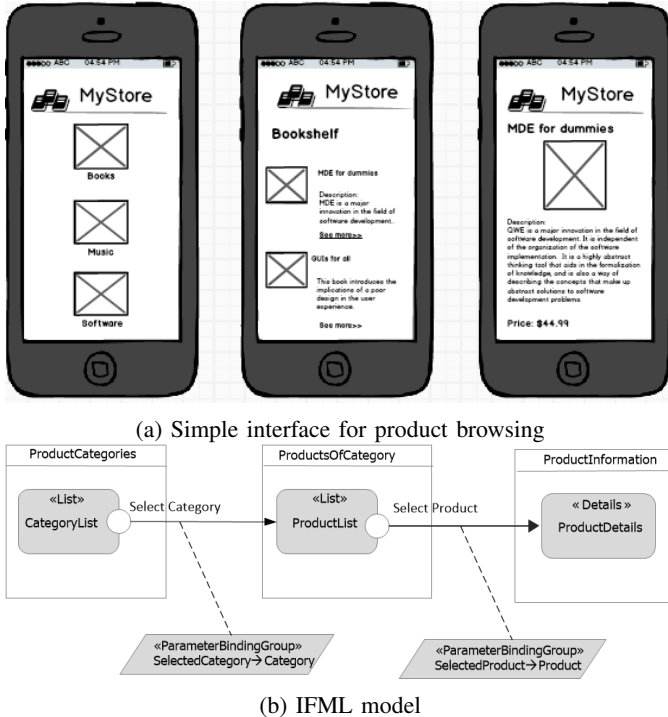 ●●●○○ ABC 04:54 PM
MyStore
Books
Music
Software
●●●○○ ABC 04:54 PM
MyStore
Bookshelf
MDE for dummies
Description:
MDE is a major
innovation in the field of
software development..
See more>>
GUIs for all
This book introduces the
implications of a poor
design in the user
experience.
See more>>
●●●○○ ABC 04:54 PM
MyStore
MDE for dummies
Description:
QWE is a major innovation in the field of
software development. It is independent
of the organization of the software
implementation. It is a highly abstract
thinking tool that aids in the formalization
of knowledge, and is also a way of
describing the concepts that make up
abstract solutions to software
development problems
Price: $44.99
(a) Simple interface for product browsing
ProductCategories
«List»
CategoryList
Select Category
ProductsOfCategory
«List»
ProductList
Select Product
ProductInformation
« Details »
ProductDetails
«ParameterBindingGroup»
SelectedCategory→Category
«ParameterBindingGroup»
SelectedProduct→Product
(b) IFML model